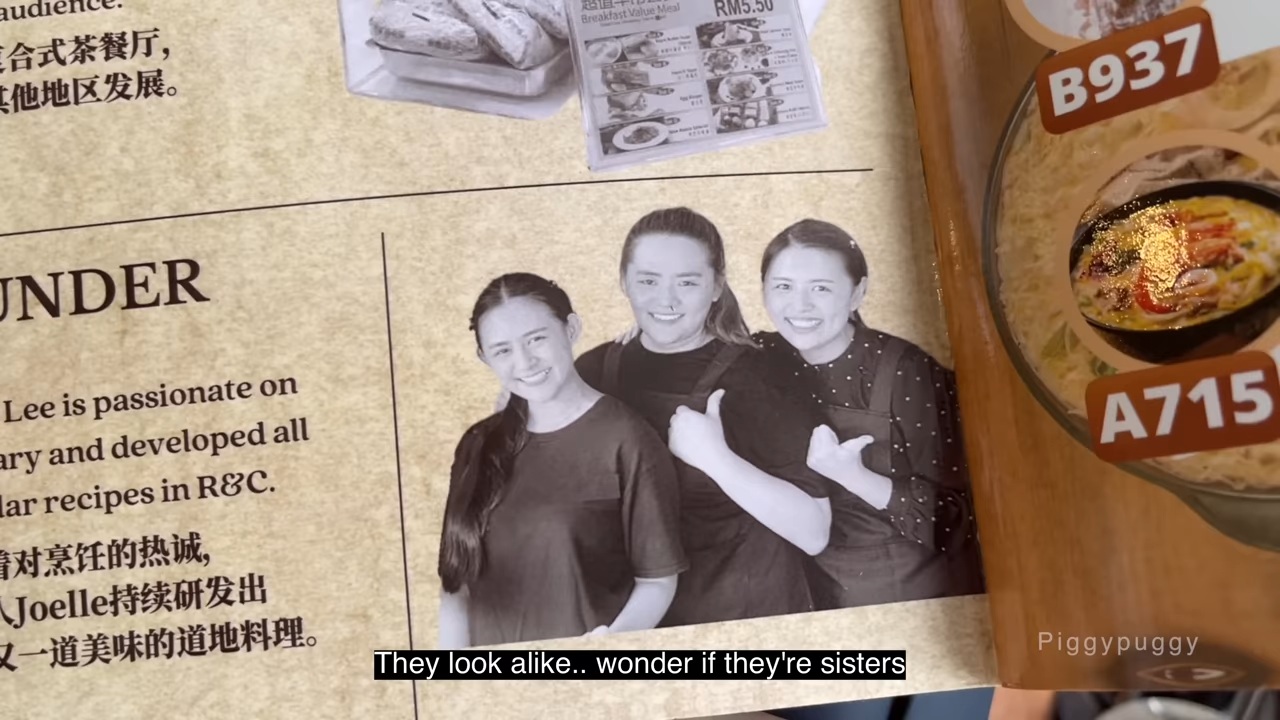 audience.
合式茶餐厅,
其他地区发展。
Breakfast Value Meal
RM5.50
B937
A715
UNDER
Lee is passionate on
ary and developed all
lar recipes in R&C.
着对烹饪的热诚,
人Joelle持续研发出
又一道美味的道地料理。
Piggypuggy
They look alike.. wonder if they're sisters